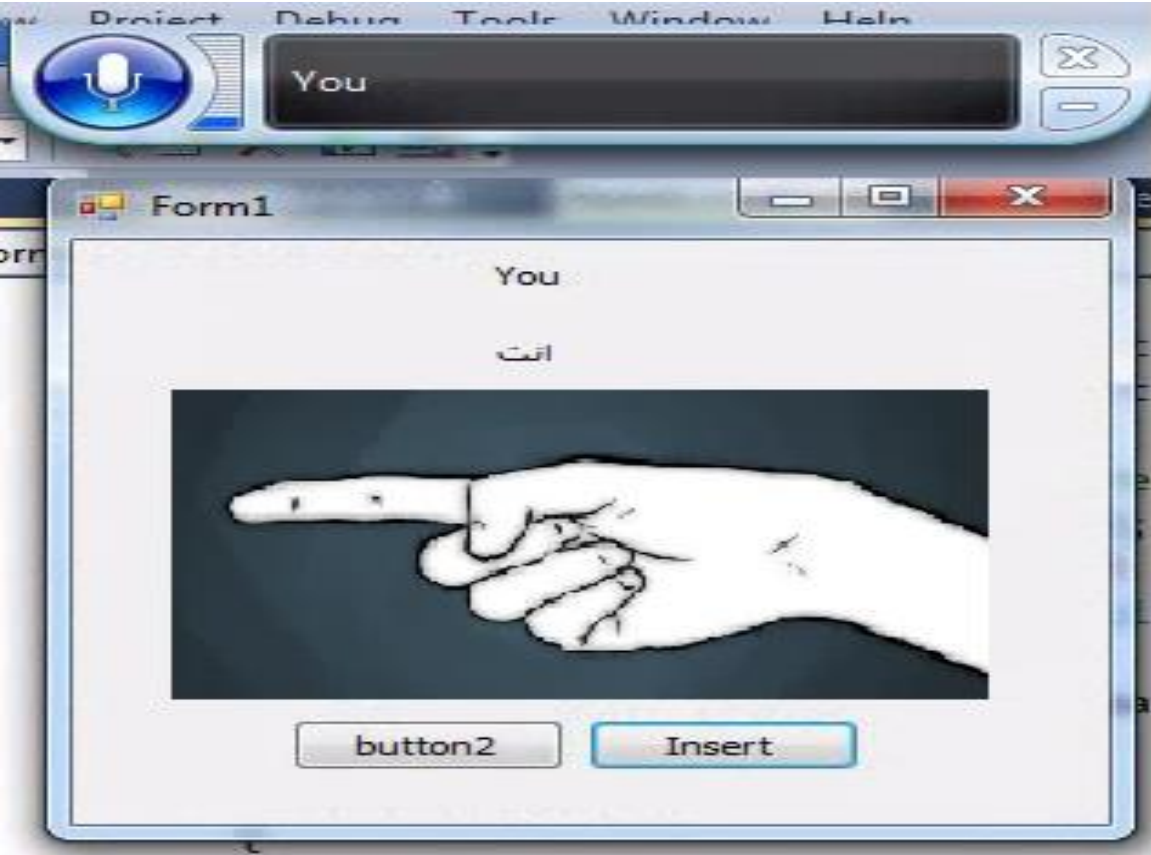 Project Debug Tools Window Help
You
Form1
You
انت
button2 Insert